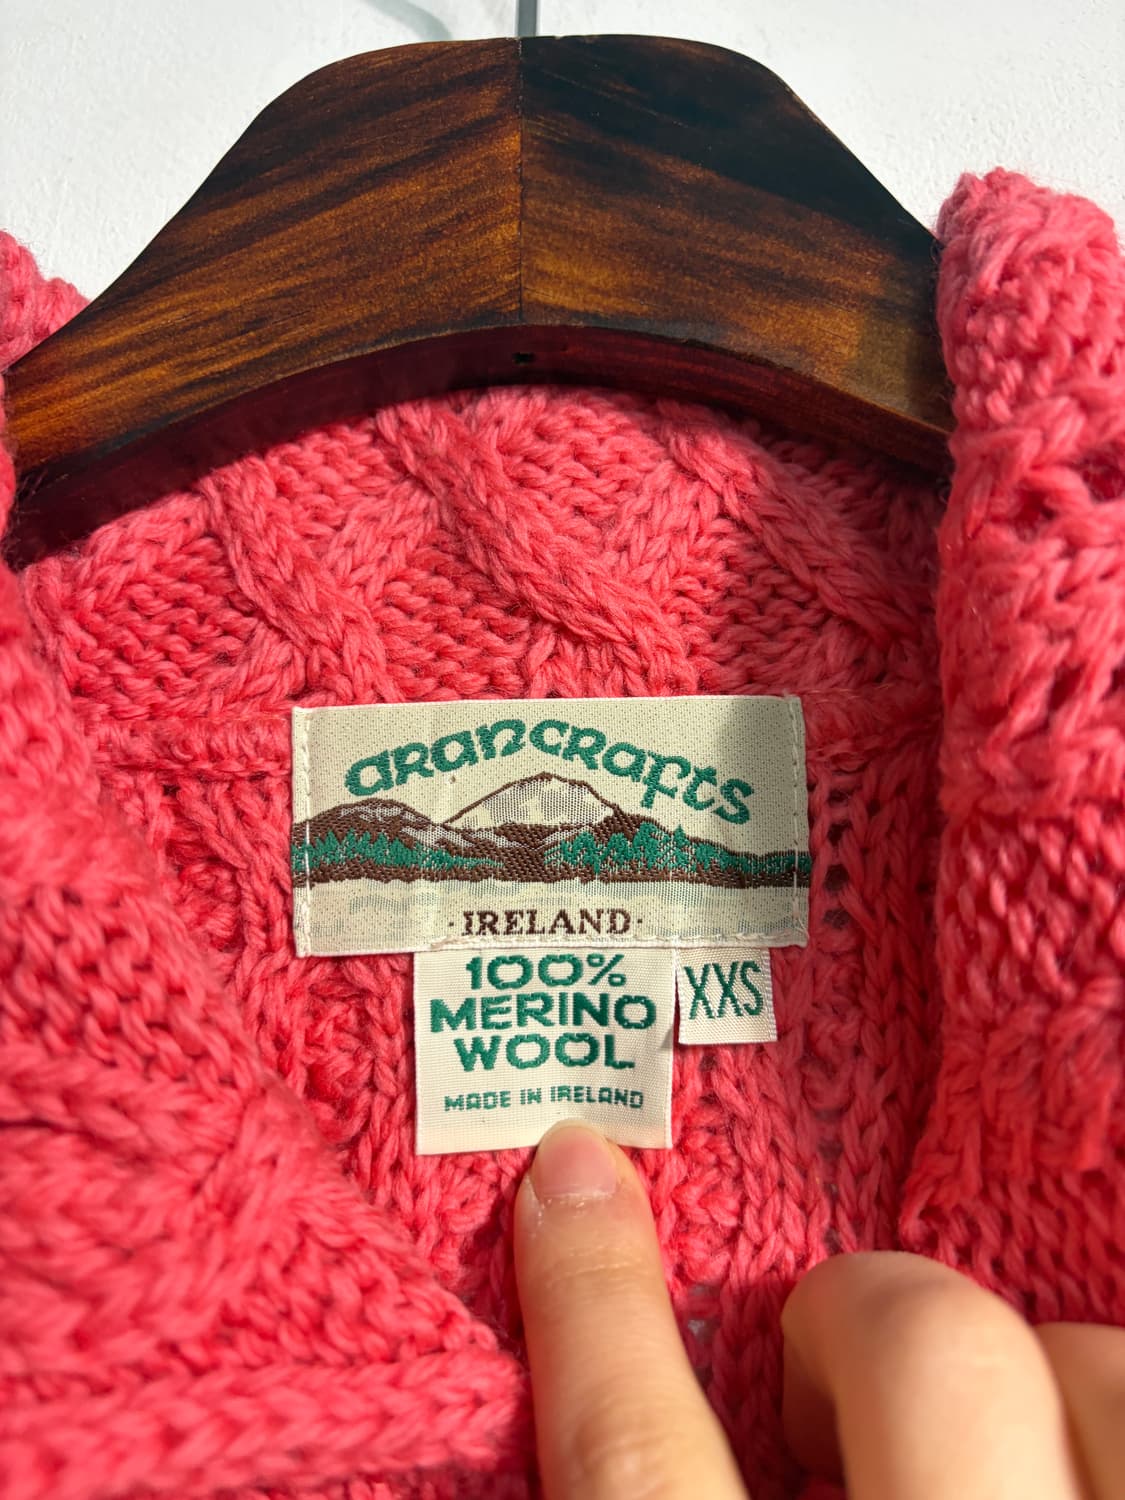 aRaNCRafts
·IRELAND·
100%
MERINO
WOOL
XXS
MADE IN IRELAND